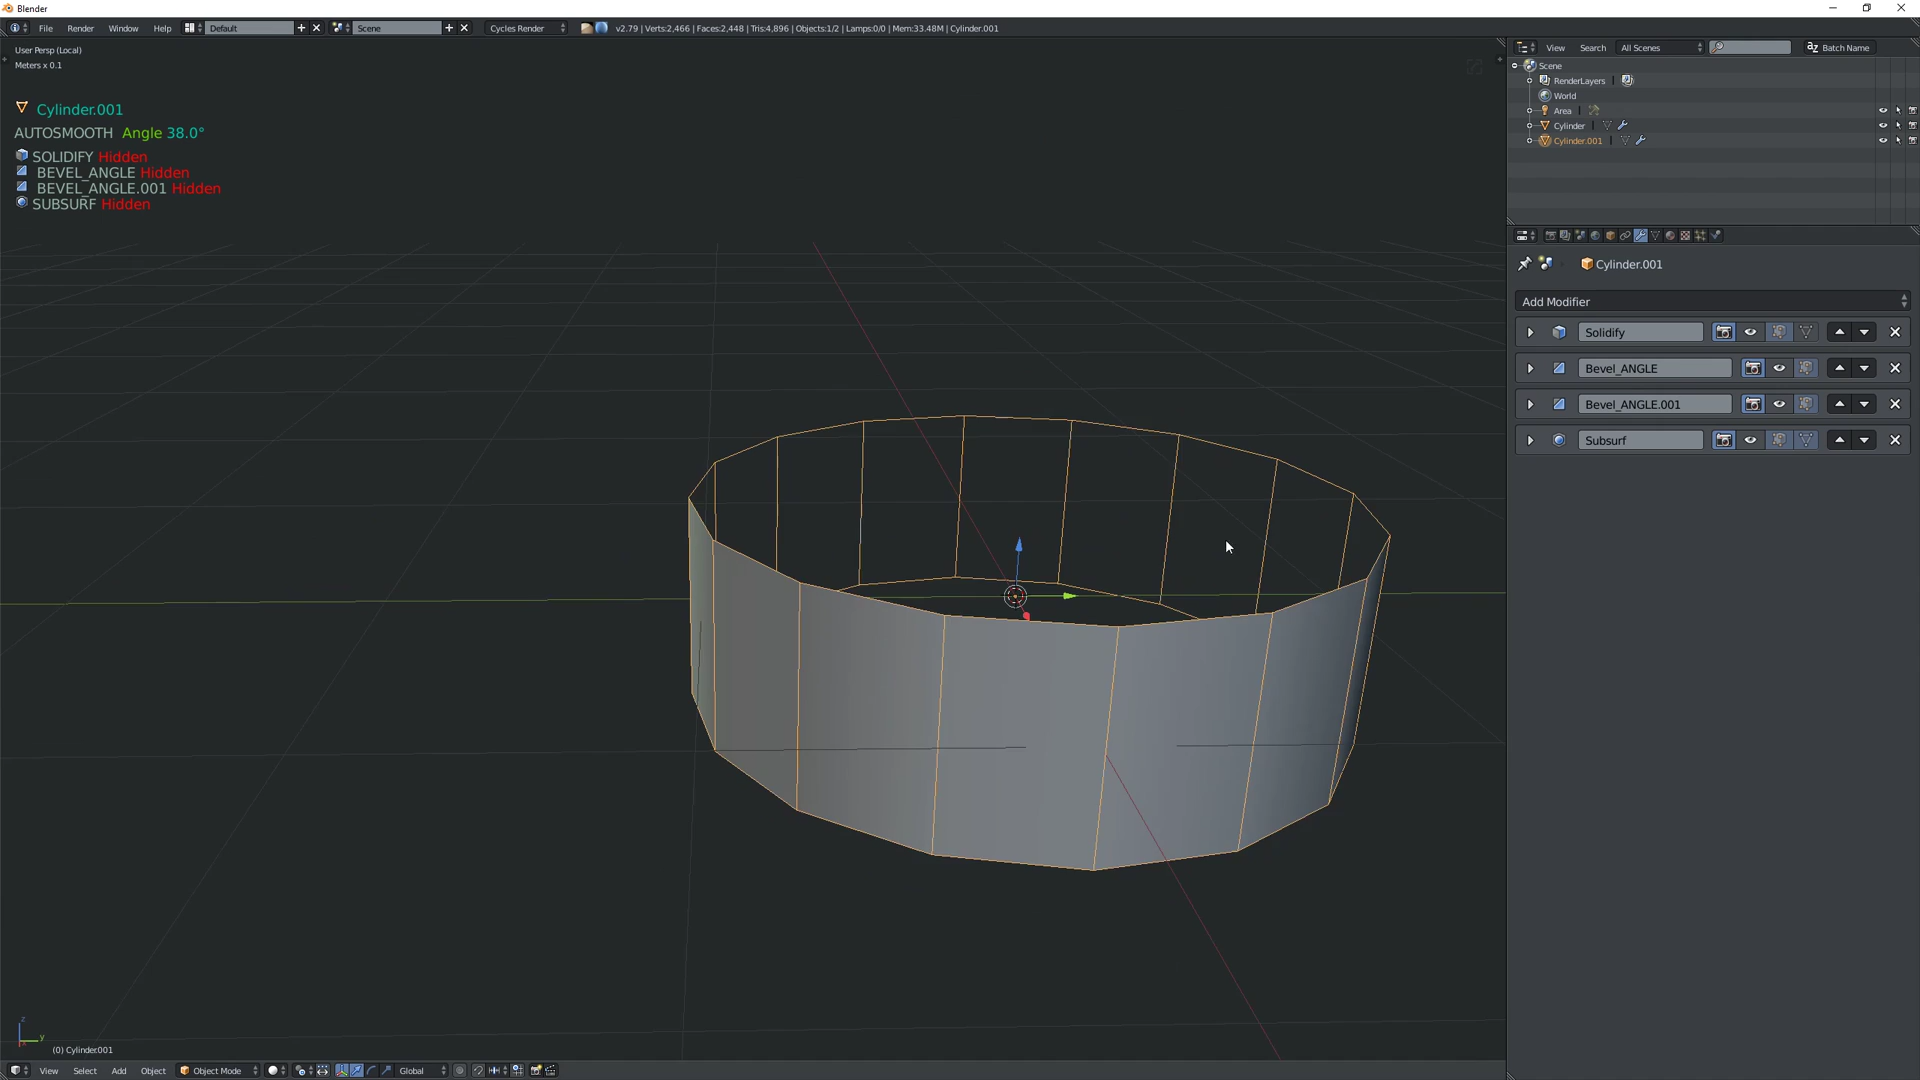 Blender
File Render Window Help Default Scene Cycles Render v2.79 | Verts:2,466 | Faces:2,448 | Tris:4,896 | Objects:1/2 | Lamps:0/0 | Mem:33.48M | Cylinder.001
User Persp (Local)
Meters x 0.1
Cylinder.001
AUTOSMOOTH Angle 38.0°
SOLIDIFY Hidden
BEVEL_ANGLE Hidden
BEVEL_ANGLE.001 Hidden
SUBSURF Hidden
View Search All Scenes Batch Name
Scene
RenderLayers
World
Area
Cylinder
Cylinder.001
Cylinder.001
Add Modifier
Solidify
Bevel_ANGLE
Bevel_ANGLE.001
Subsurf
z
y
(0) Cylinder.001
View Select Add Object Object Mode Global